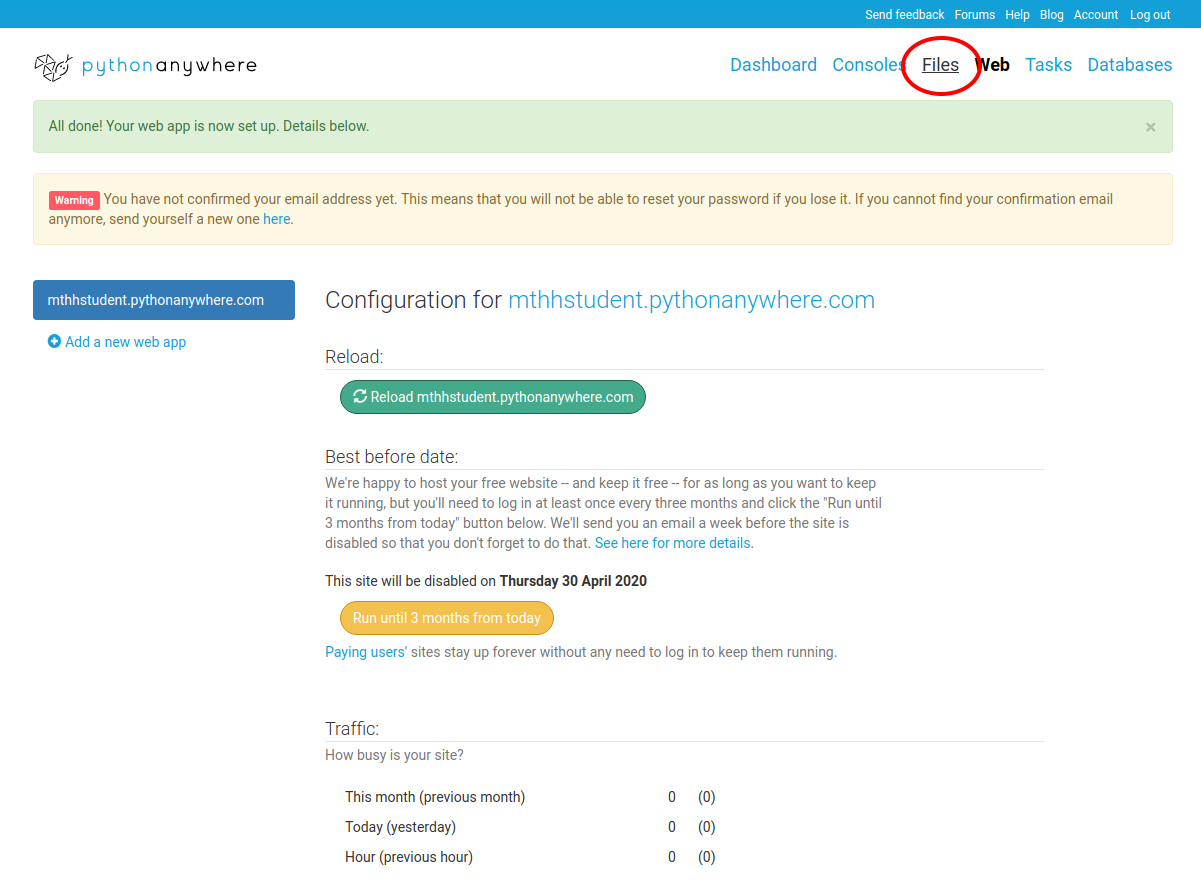 Send feedback Forums Help Blog Account Log out
pythonanywhere
Dashboard Consoles Files Web Tasks Databases
All done! Your web app is now set up. Details below. ×
Warning You have not confirmed your email address yet. This means that you will not be able to reset your password if you lose it. If you cannot find your confirmation email
anymore, send yourself a new one here.
mthhstudent.pythonanywhere.com
Add a new web app
Configuration for mthhstudent.pythonanywhere.com
Reload:
Reload mthhstudent.pythonanywhere.com
Best before date:
We're happy to host your free website -- and keep it free -- for as long as you want to keep
it running, but you'll need to log in at least once every three months and click the "Run until
3 months from today" button below. We'll send you an email a week before the site is
disabled so that you don't forget to do that. See here for more details.
This site will be disabled on Thursday 30 April 2020
Run until 3 months from today
Paying users' sites stay up forever without any need to log in to keep them running.
Traffic:
How busy is your site?
This month (previous month) 0 (0)
Today (yesterday) 0 (0)
Hour (previous hour) 0 (0)